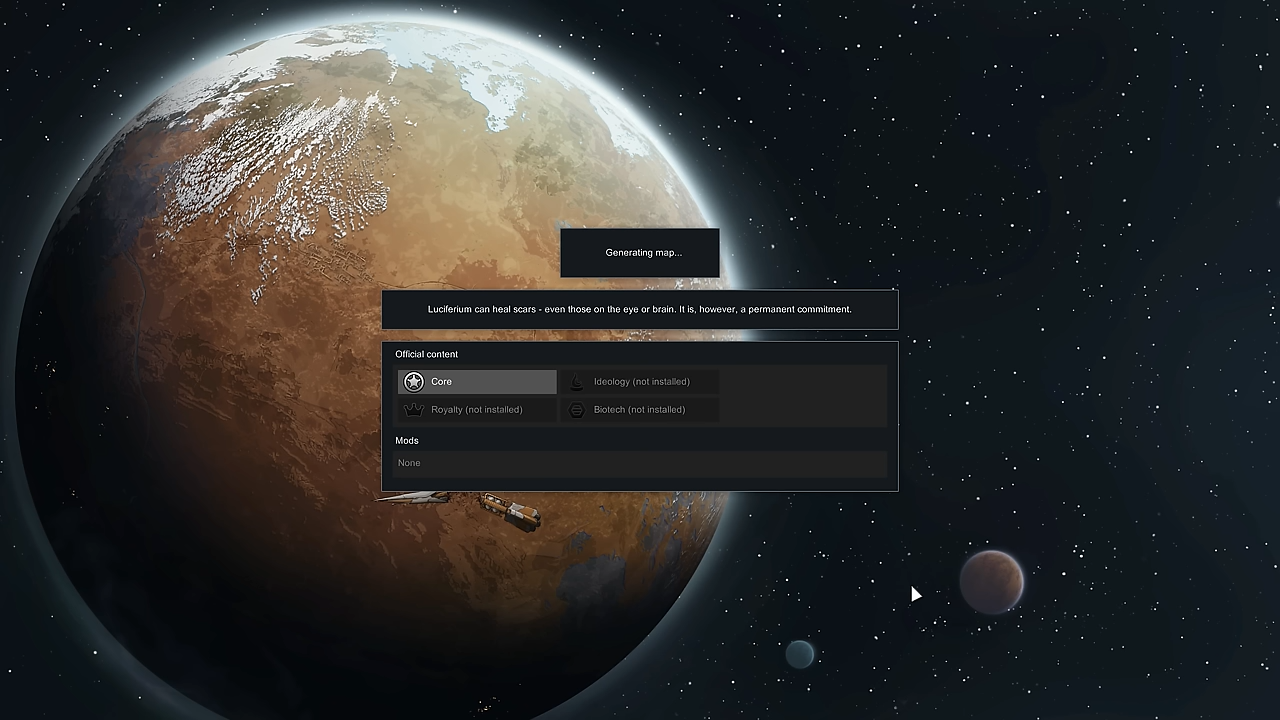 Generating map...
Luciferium can heal scars - even those on the eye or brain. It is, however, a permanent commitment.
Official content
Core
Ideology (not installed)
Royalty (not installed)
Biotech (not installed)
Mods
None